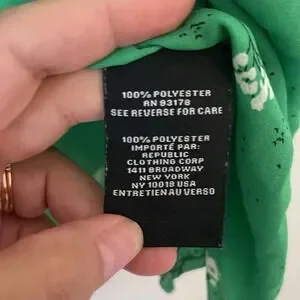 100% POLYESTER
RN 93178
SEE REVERSE FOR CARE
100% POLYESTER
IMPORTÉ PAR:
REPUBLIC
CLOTHING CORP
1411 BROADWAY
NEW YORK
NY 10018 USA
ENTRETIEN AU VERSO